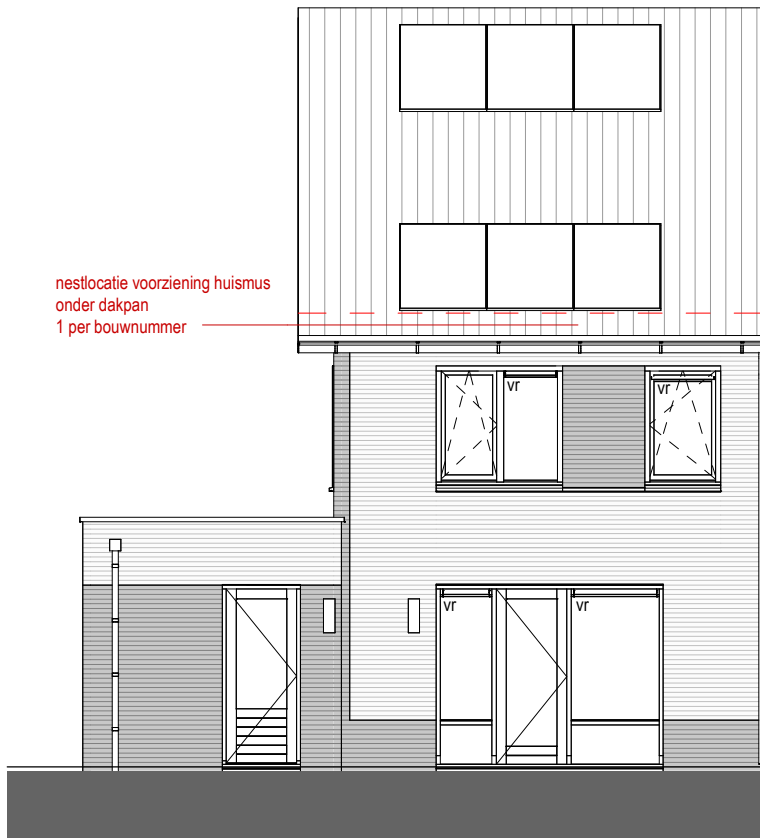 nestlocatie voorziening huismus
onder dakpan
1 per bouwnummer
vr
vr
vr
vr